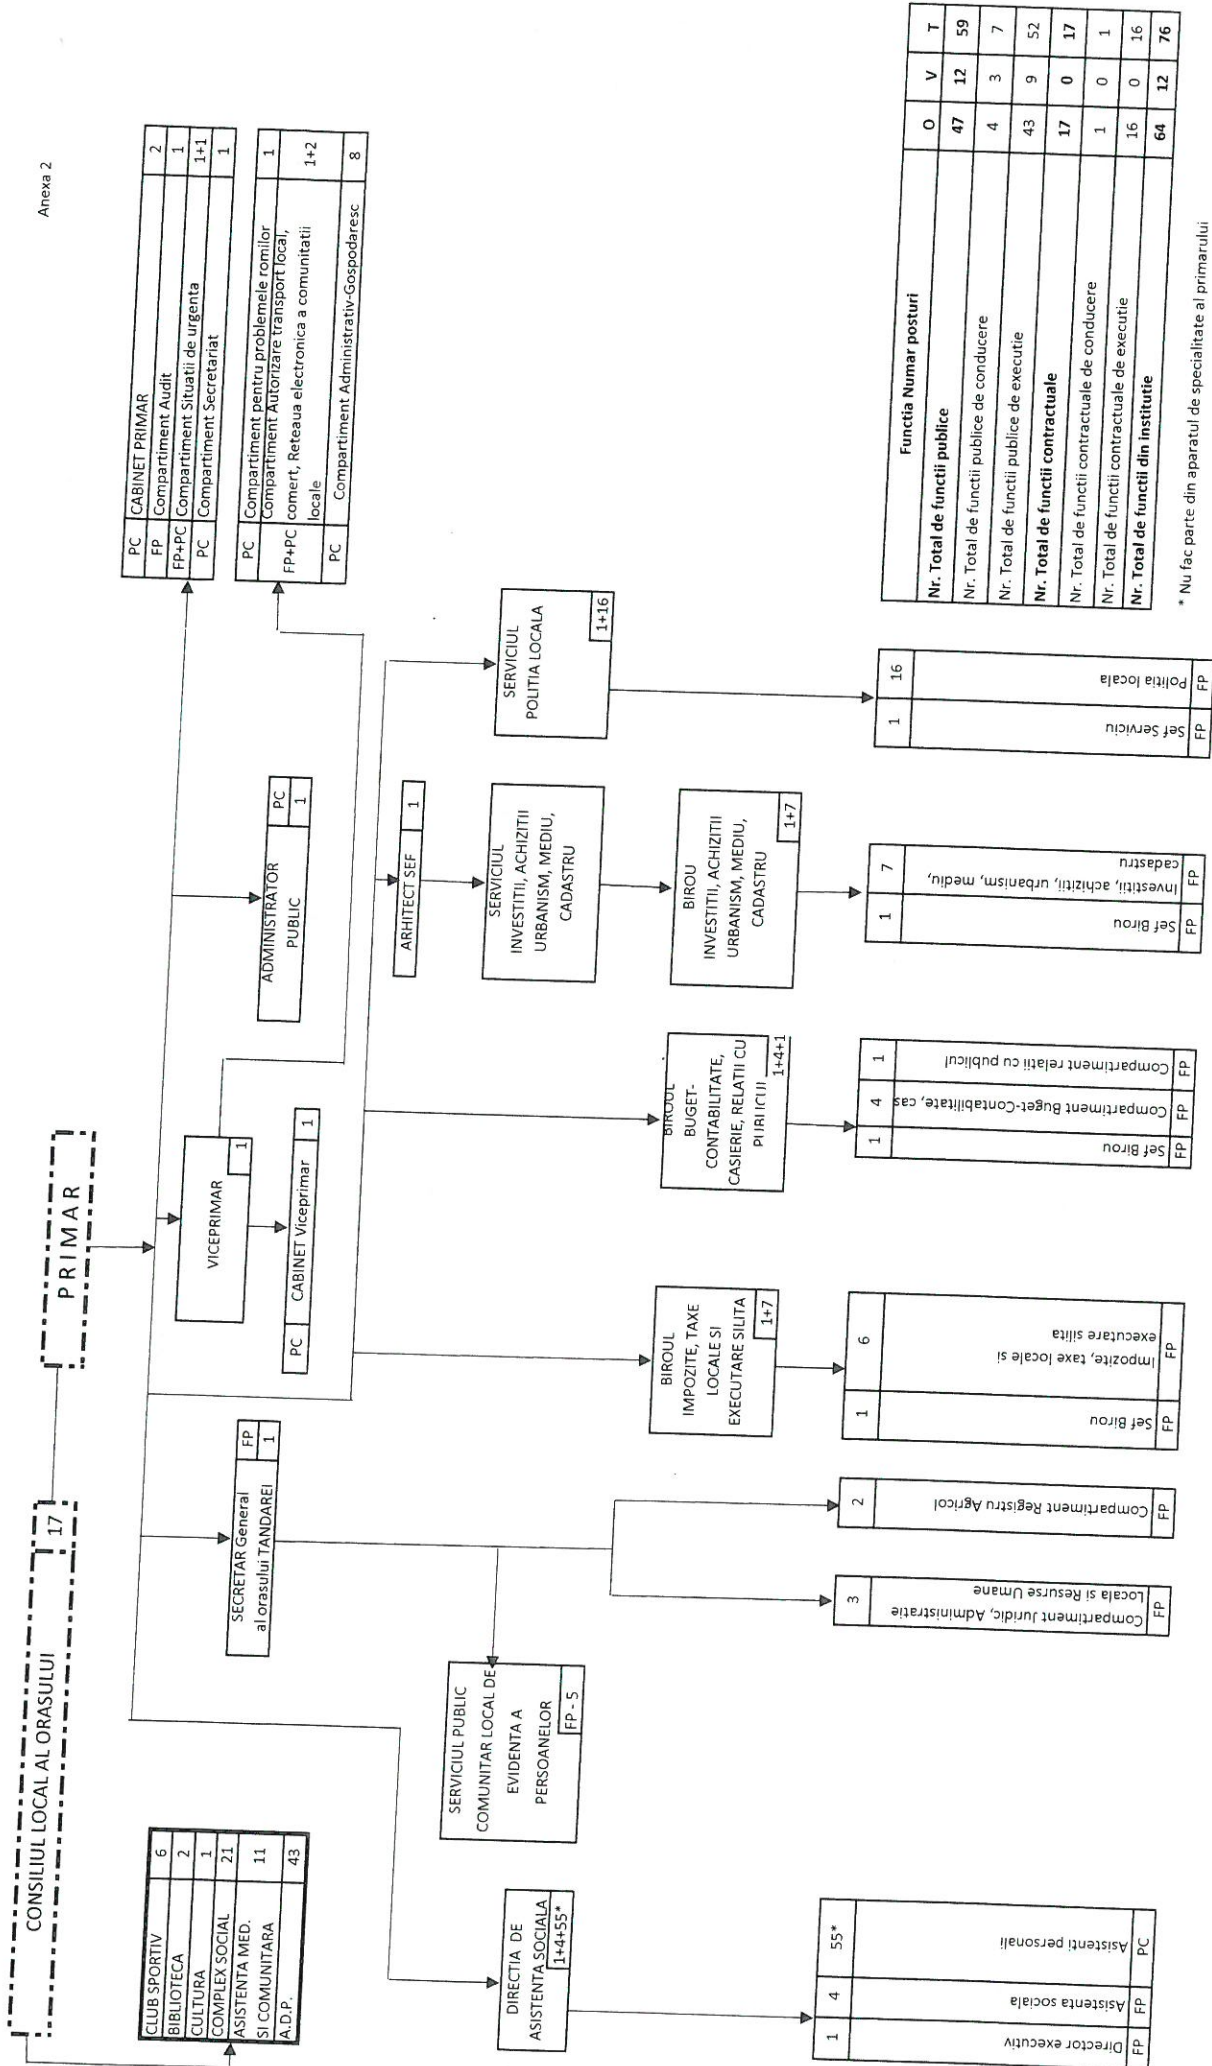 Anexa 2
CONSILIUL LOCAL AL ORASULUI
17
PRIMAR
CLUB SPORTIV 6
BIBLIOTECA 2
CULTURA 1
COMPLEX SOCIAL 21
ASISTENTA MED.
SI COMUNITARA 11
A.D.P. 43
PC CABINET PRIMAR 2
FP Compartiment Audit 1
FP+PC Compartiment Situatii de urgenta 1+1
PC Compartiment Secretariat 1
PC Compartiment pentru problemele romilor 1
Compartiment Autorizare transport local,
FP+PC comert, Reteaua electronica a comunitatii 1+2
locale
PC Compartiment Administrativ-Gospodaresc 8
VICEPRIMAR
1
PC CABINET Viceprimar 1
ADMINISTRATOR PC
PUBLIC 1
SECRETAR General FP
al orasului TANDAREI 1
ARHITECT SEF 1
DIRECTIA DE
ASISTENTA SOCIALA
1+4+55*
SERVICIUL PUBLIC
COMUNITAR LOCAL DE
EVIDENTA A
PERSOANELOR
FP - 5
SERVICIUL
INVESTITII, ACHIZITII
URBANISM, MEDIU,
CADASTRU
SERVICIUL
POLITIA LOCALA
1+16
BIROUL
IMPOZITE, TAXE
LOCALE SI
EXECUTARE SILITA
1+7
BIROUL
BUGET-
CONTABILITATE,
CASIERIE, RELATII CU
PUBLICUL
1+4+1
BIROU
INVESTITII, ACHIZITII
URBANISM, MEDIU,
CADASTRU
1+7
1 4 55*
Director executiv
Asistenta sociala
Asistenti personali
FP FP PC
3
Compartiment Juridic, Administratie
Locala si Resurse Umane
FP
2
Compartiment Registru Agricol
FP
1 6
Sef Birou
Impozite, taxe locale si
executare silita
FP FP
1 4 1
Sef Birou
Compartiment Buget-Contabilitate, cas
Compartiment relatii cu publicul
FP FP FP
1 7
Sef Birou
Investitii, achizitii, urbanism, mediu,
cadastru
FP FP
1 16
Sef Serviciu
Politia locala
FP FP
Functia Numar posturi O V T
Nr. Total de functii publice 47 12 59
Nr. Total de functii publice de conducere 4 3 7
Nr. Total de functii publice de executie 43 9 52
Nr. Total de functii contractuale 17 0 17
Nr. Total de functii contractuale de conducere 1 0 1
Nr. Total de functii contractuale de executie 16 0 16
Nr. Total de functii din institutie 64 12 76
* Nu fac parte din aparatul de specialitate al primarului